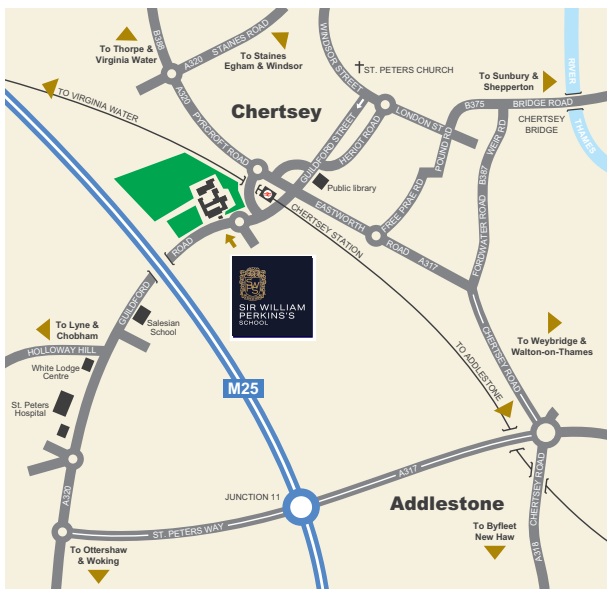 To Thorpe &
Virginia Water
B388
A320
STAINES ROAD
To Staines
Egham & Windsor
WINDSOR STREET
ST. PETERS CHURCH
To Sunbury &
Shepperton
RIVER
THAMES
TO VIRGINIA WATER
A320
PYRCROFT ROAD
Chertsey
LONDON ST
B375
BRIDGE ROAD
CHERTSEY
BRIDGE
GUILDFORD STREET
HERIOT ROAD
POUND RD
WEIR RD
Public library
FREE PRAE RD
B387
FORDWATER ROAD
EASTWORTH
ROAD
A317
CHERTSEY STATION
ROAD
GUILDFORD
SIR WILLIAM
PERKINS'S
SCHOOL
Salesian
School
To Lyne &
Chobham
HOLLOWAY HILL
White Lodge
Centre
St. Peters
Hospital
M25
CHERTSEY ROAD
To Weybridge &
Walton-on-Thames
TO ADDLESTONE
A320
JUNCTION 11
A317
ST. PETERS WAY
Addlestone
CHERTSEY ROAD
A318
To Byfleet
New Haw
To Ottershaw
& Woking